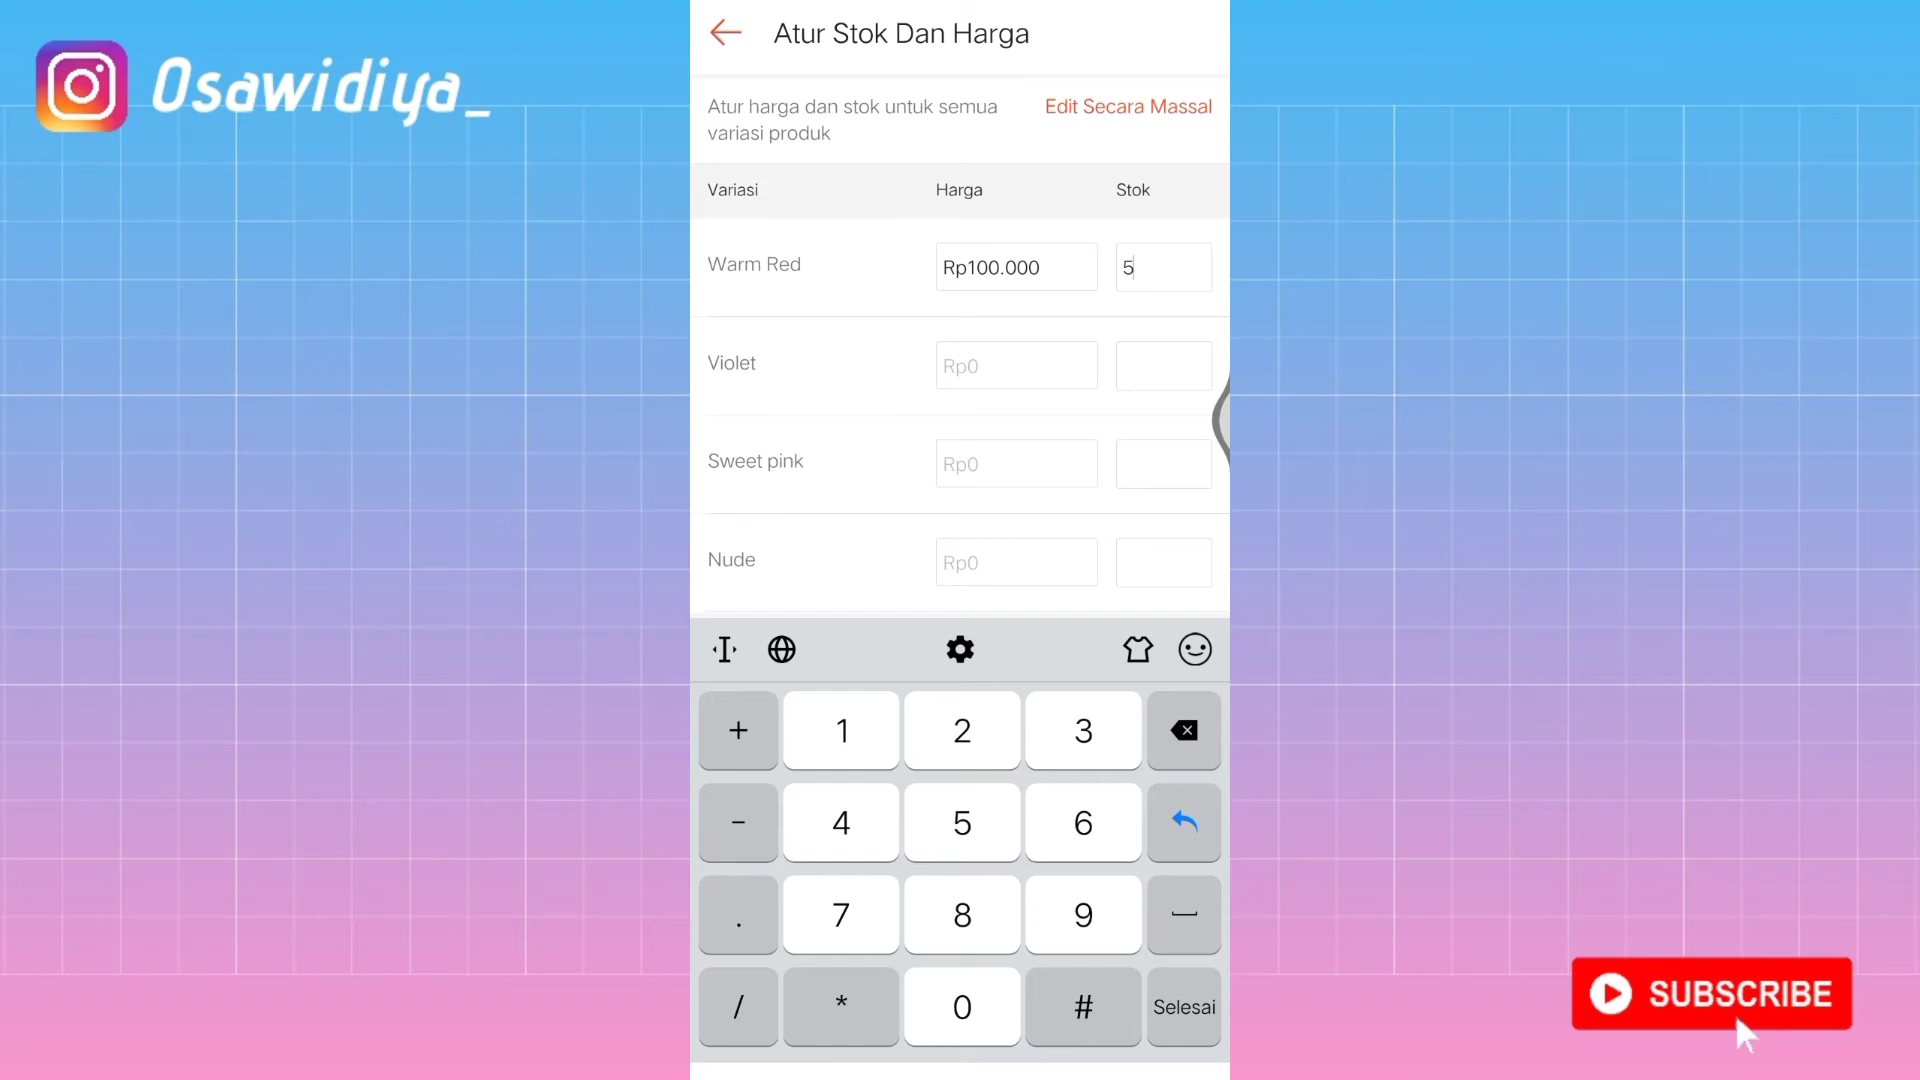 Osawidiya_
Atur Stok Dan Harga
Atur harga dan stok untuk semua
variasi produk
Edit Secara Massal
Variasi Harga Stok
Warm Red Rp100.000 5
Violet Rp0
Sweet pink Rp0
Nude Rp0
+ 1 2 3
- 4 5 6
. 7 8 9
/ * 0 # Selesai
SUBSCRIBE